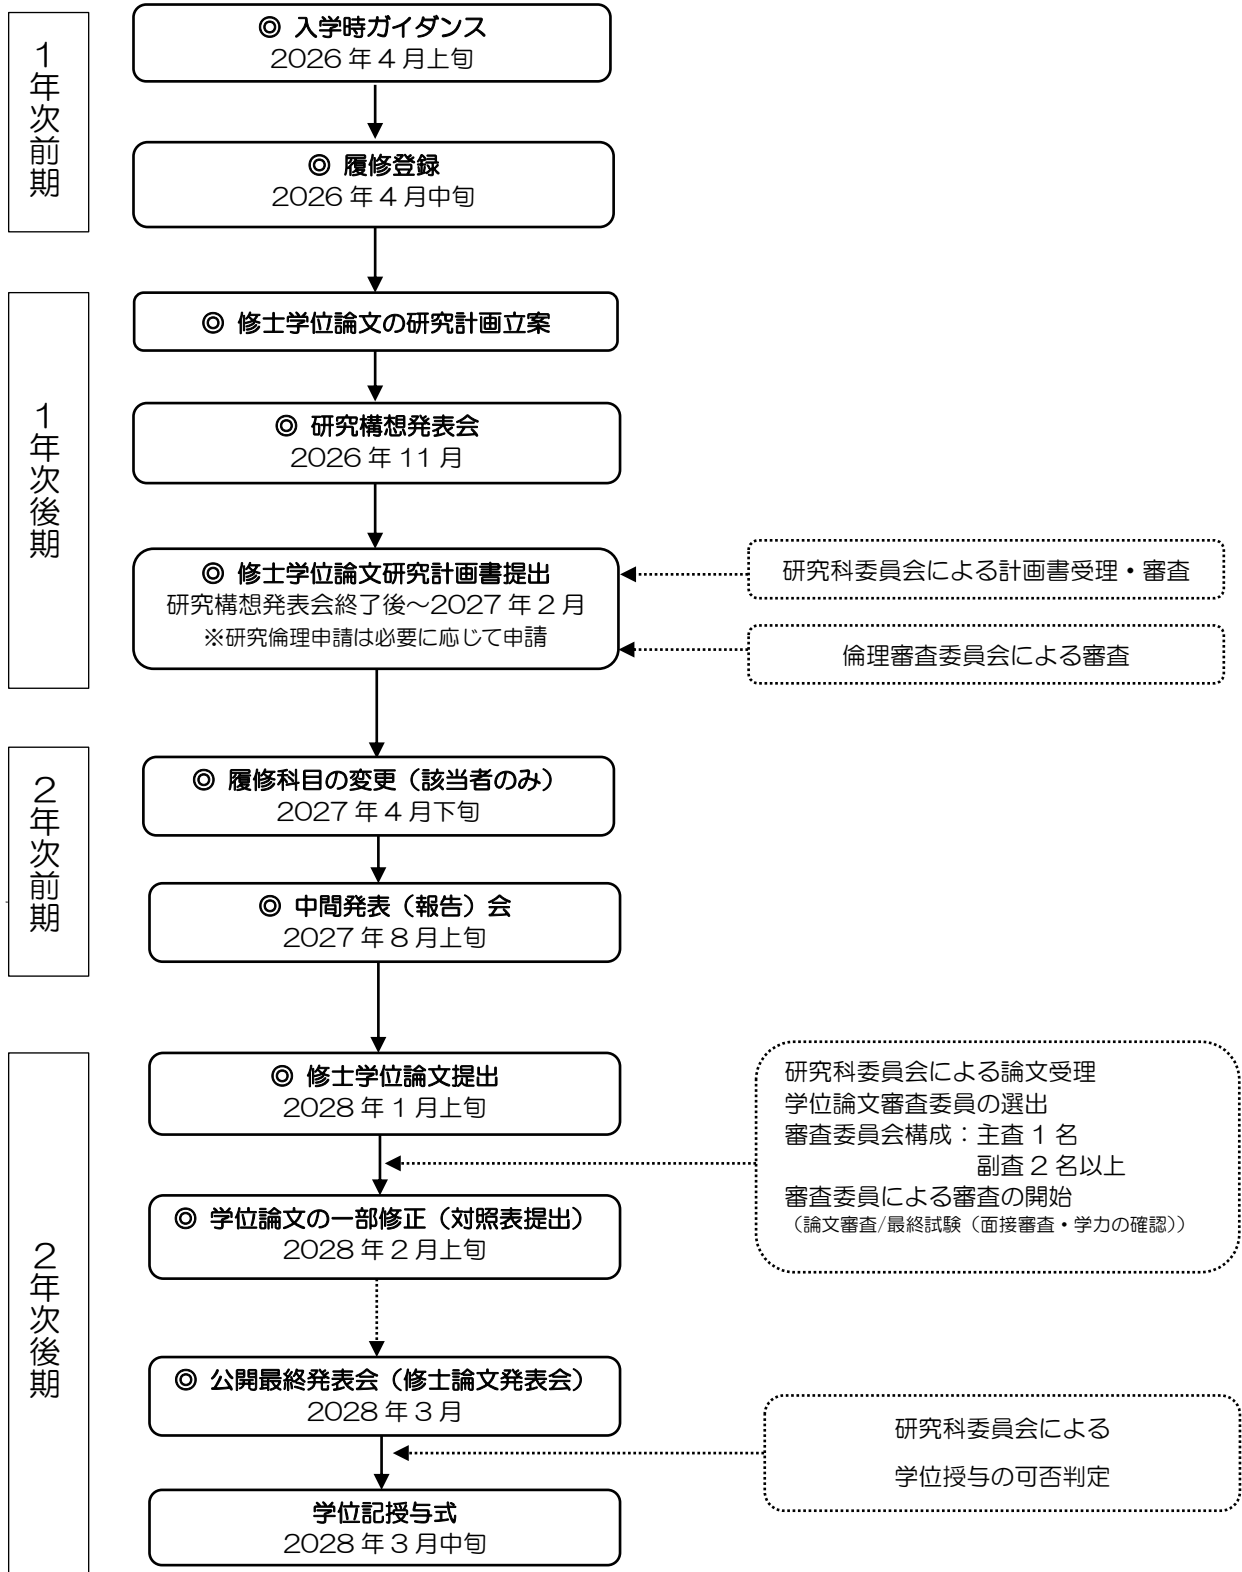 1年次前期
◎ 入学時ガイダンス
2026年4月上旬
◎ 履修登録
2026年4月中旬
1年次後期
◎ 修士学位論文の研究計画立案
◎ 研究構想発表会
2026年11月
◎ 修士学位論文研究計画書提出
研究構想発表会終了後~2027年2月
※研究倫理申請は必要に応じて申請
研究科委員会による計画書受理・審査
倫理審査委員会による審査
2年次前期
◎ 履修科目の変更(該当者のみ)
2027年4月下旬
◎ 中間発表(報告)会
2027年8月上旬
2年次後期
◎ 修士学位論文提出
2028年1月上旬
研究科委員会による論文受理
学位論文審査委員の選出
審査委員会構成:主査1名
副査2名以上
審査委員による審査の開始
(論文審査/最終試験(面接審査・学力の確認))
◎ 学位論文の一部修正(対照表提出)
2028年2月上旬
◎ 公開最終発表会(修士論文発表会)
2028年3月
研究科委員会による
学位授与の可否判定
学位記授与式
2028年3月中旬